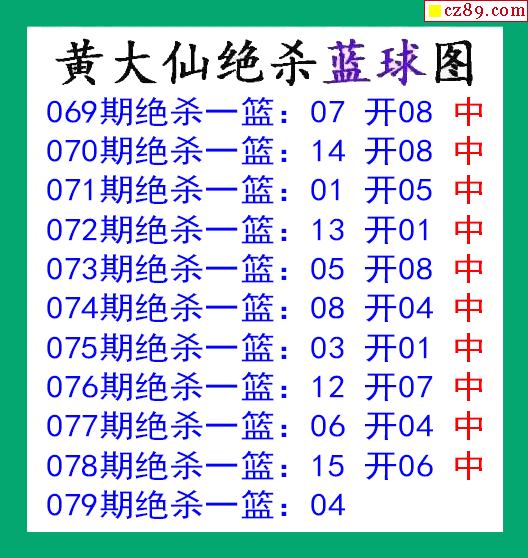 cz89.com
黄大仙绝杀蓝球图
069期绝杀一篮：07 开08 中
070期绝杀一篮：14 开08 中
071期绝杀一篮：01 开05 中
072期绝杀一篮：13 开01 中
073期绝杀一篮：05 开08 中
074期绝杀一篮：08 开04 中
075期绝杀一篮：03 开01 中
076期绝杀一篮：12 开07 中
077期绝杀一篮：06 开04 中
078期绝杀一篮：15 开06 中
079期绝杀一篮：04